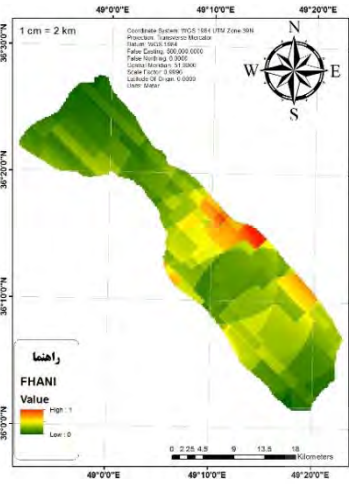 49°0'0"E 49°10'0"E 49°20'0"E
1 cm = 2 km
Coordinate System: WGS 1984 UTM Zone 39N
Projection: Transverse Mercator
Datum: WGS 1984
False Easting: 500,000.0000
False Northing: 0.0000
Central Meridian: 51.0000
Scale Factor: 0.9996
Latitude Of Origin: 0.0000
Units: Meter
N
W E
S
36°30'0"N
36°20'0"N
36°10'0"N
36°0'0"N
راهنما
FHANI
Value
High : 1
Low : 0
0 2.25 4.5 9 13.5 18
Kilometers
49°0'0"E 49°10'0"E 49°20'0"E